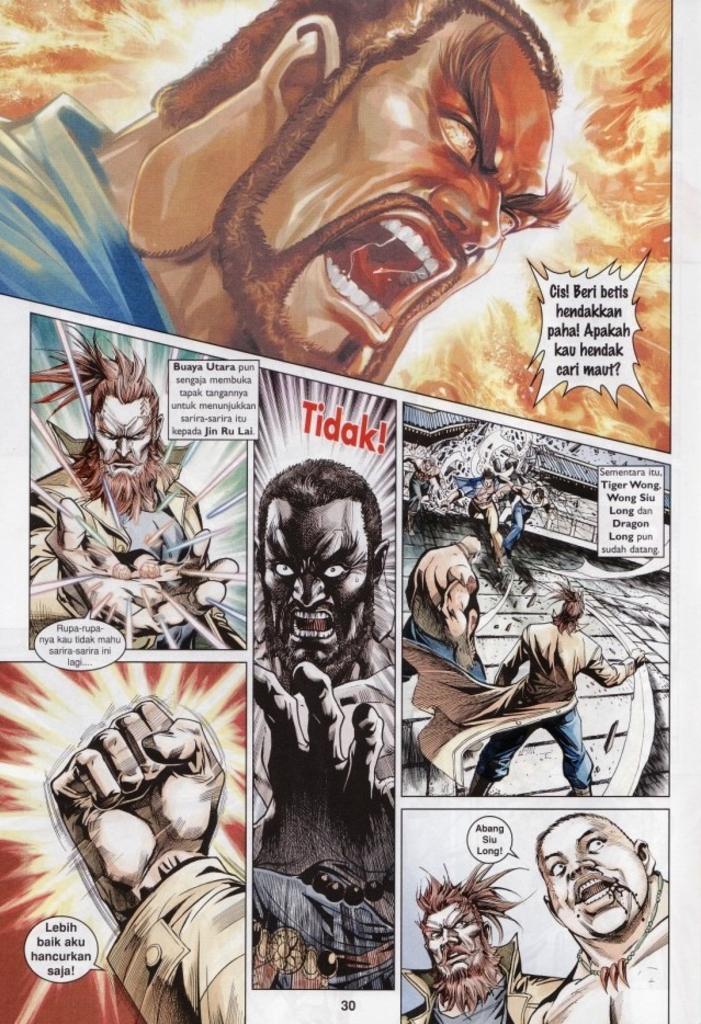 Cis! Beri betis
hendakkan
paha! Apakah
kau hendak
cari maut?
Buaya Utara pun
sengaja membuka
tapak tangannya
untuk menunjukkan
sarira-sarira itu
kepada Jin Ru Lai.
Rupa-rupa-
nya kau tidak mahu
sarira-sarira ini
lagi....
Tidak!
Sementara itu,
Tiger Wong,
Wong Siu
Long dan
Dragon
Long pun
sudah datang.
Lebih
baik aku
hancurkan
saja!
Abang
Siu
Long!
30